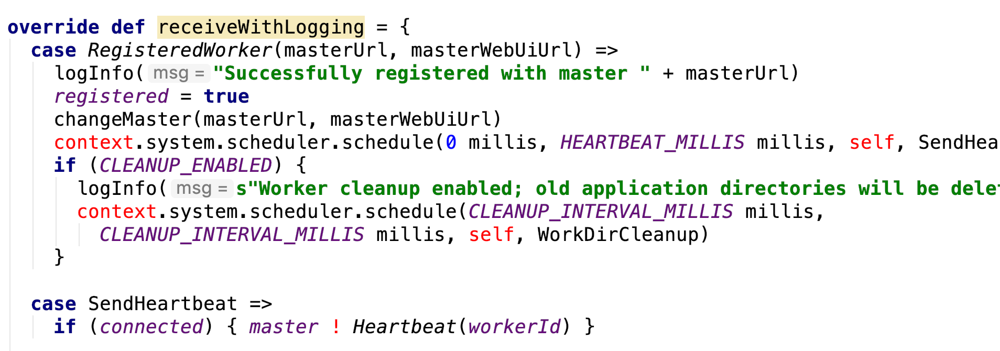 override def receiveWithLogging = {
case RegisteredWorker(masterUrl, masterWebUiUrl) =>
logInfo( msg = "Successfully registered with master " + masterUrl)
registered = true
changeMaster(masterUrl, masterWebUiUrl)
context.system.scheduler.schedule(0 millis, HEARTBEAT_MILLIS millis, self, SendHea
if (CLEANUP_ENABLED) {
logInfo( msg = s"Worker cleanup enabled; old application directories will be dele
context.system.scheduler.schedule(CLEANUP_INTERVAL_MILLIS millis,
CLEANUP_INTERVAL_MILLIS millis, self, WorkDirCleanup)
}
case SendHeartbeat =>
if (connected) { master ! Heartbeat(workerId) }